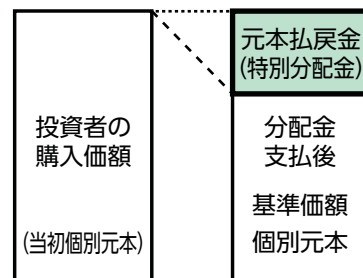 投資者の
購入価額
(当初個別元本)
元本払戻金
(特別分配金)
分配金
支払後
基準価額
個別元本